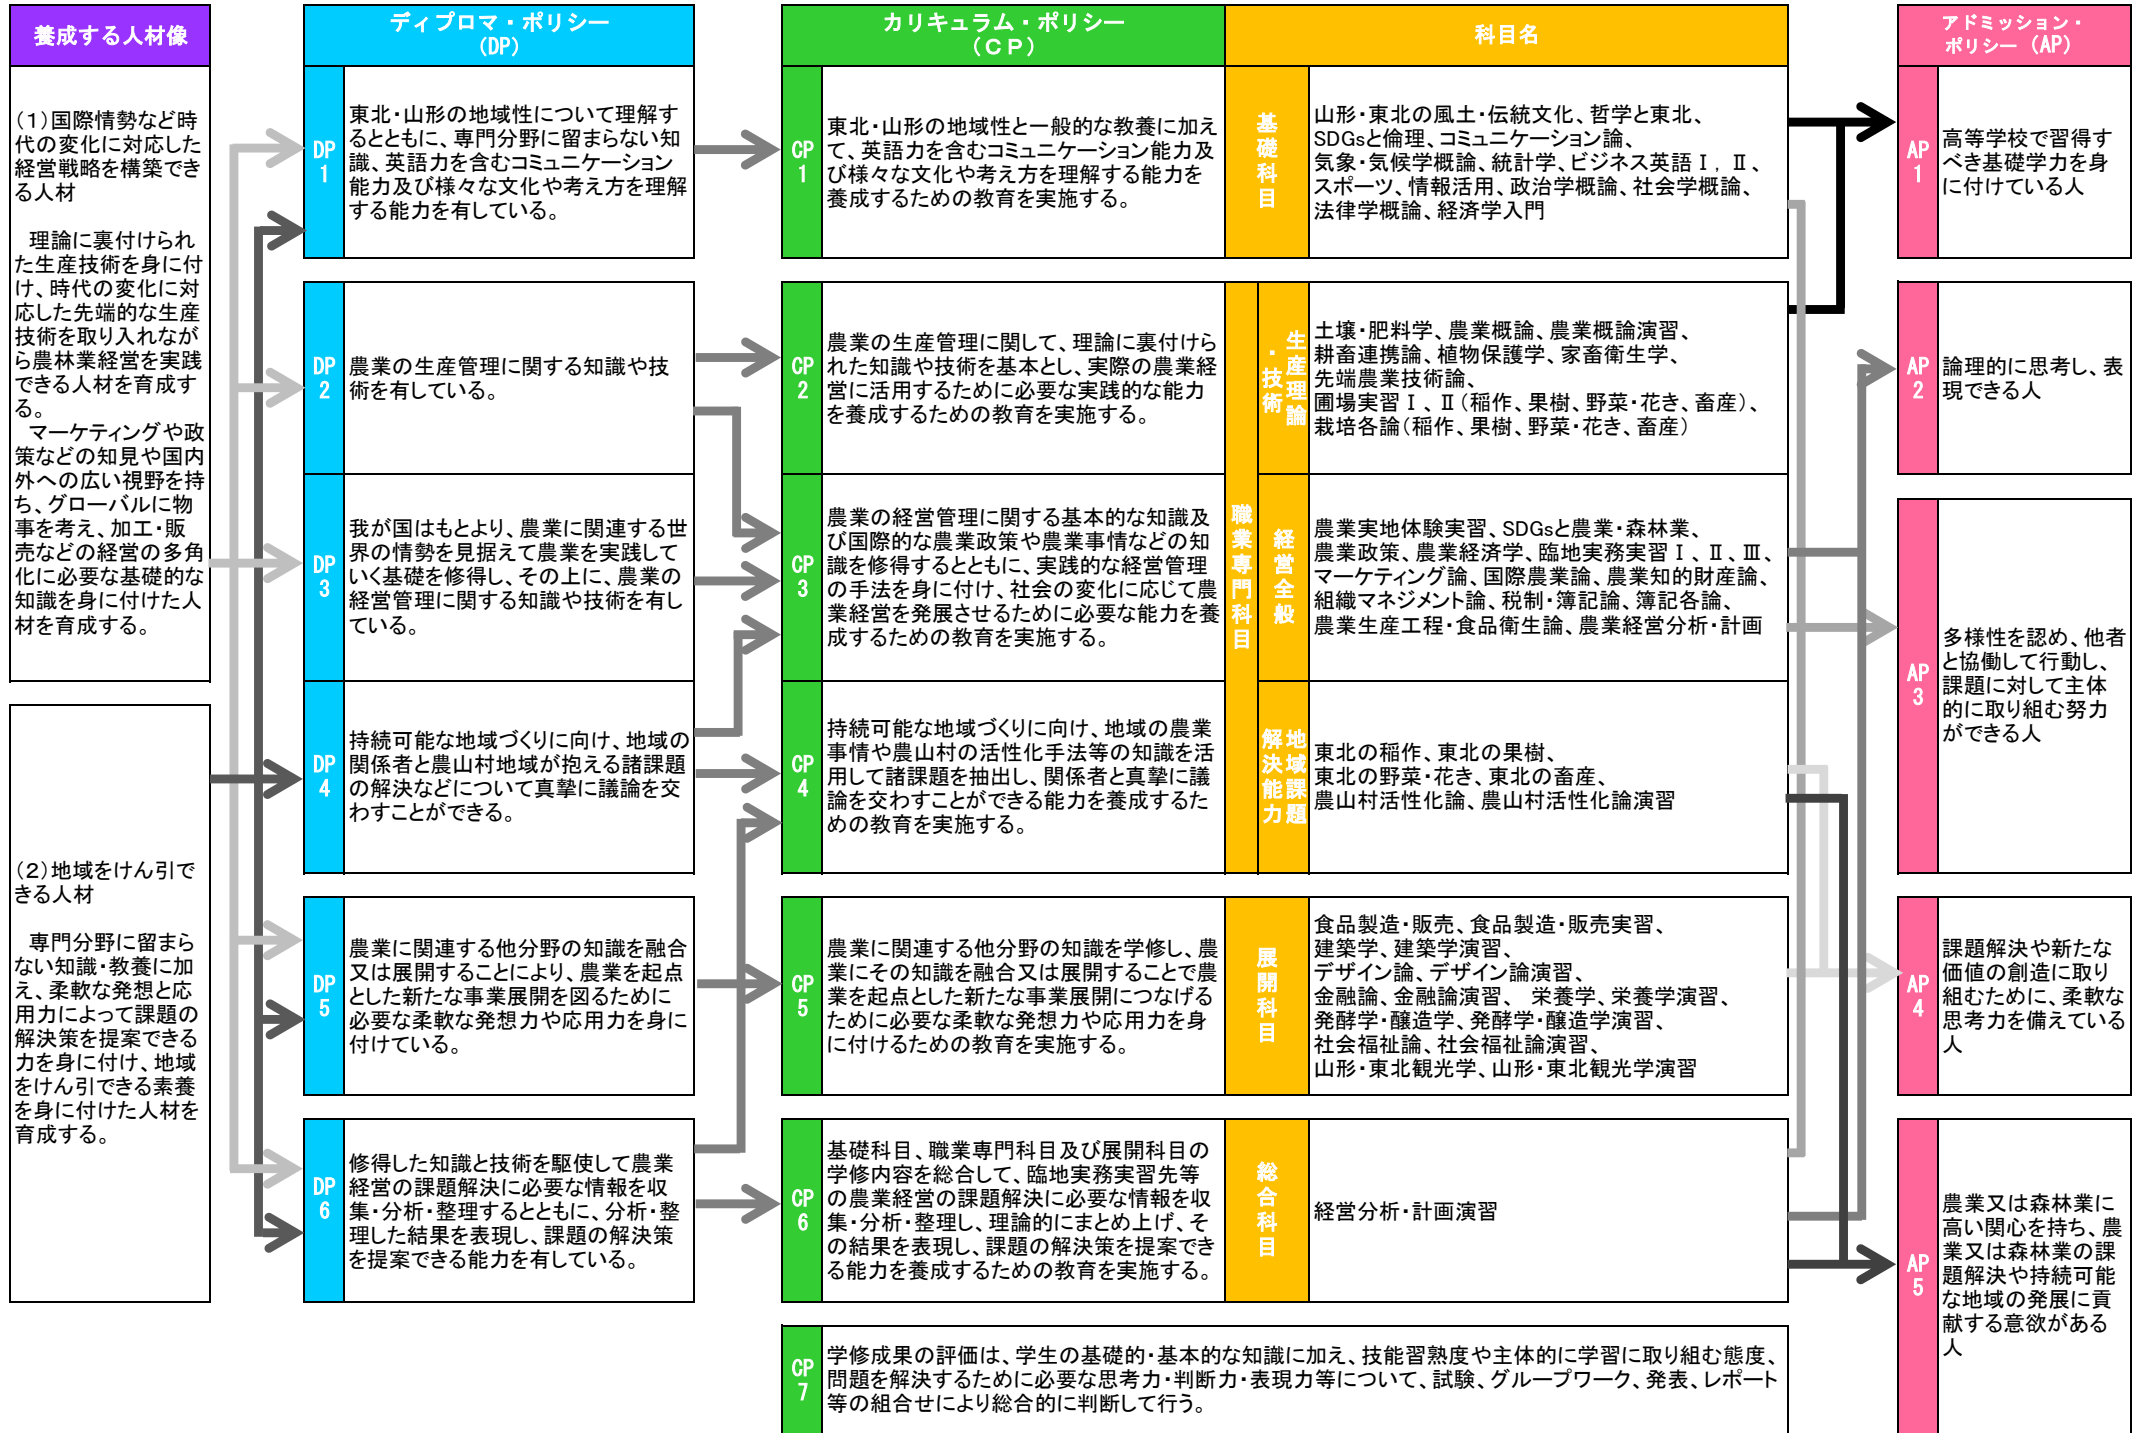 養成する人材像
（1）国際情勢など時
代の変化に対応した
経営戦略を構築でき
る人材
理論に裏付けられ
た生産技術を身に付
け、時代の変化に対
応した先端的な生産
技術を取り入れなが
ら農林業経営を実践
できる人材を育成す
る。
マーケティングや政
策などの知見や国内
外への広い視野を持
ち、グローバルに物
事を考え、加工・販
売などの経営の多角
化に必要な基礎的な
知識を身に付けた人
材を育成する。
（2）地域をけん引で
きる人材
専門分野に留まら
ない知識・教養に加
え、柔軟な発想と応
用力によって課題の
解決策を提案できる
力を身に付け、地域
をけん引できる素養
を身に付けた人材を
育成する。
ディプロマ・ポリシー
（DP）
DP
1
東北・山形の地域性について理解す
るとともに、専門分野に留まらない知
識、英語力を含むコミュニケーション
能力及び様々な文化や考え方を理解
する能力を有している。
DP
2
農業の生産管理に関する知識や技
術を有している。
DP
3
我が国はもとより、農業に関連する世
界の情勢を見据えて農業を実践して
いく基礎を修得し、その上に、農業の
経営管理に関する知識や技術を有し
ている。
DP
4
持続可能な地域づくりに向け、地域の
関係者と農山村地域が抱える諸課題
の解決などについて真摯に議論を交
わすことができる。
DP
5
農業に関連する他分野の知識を融合
又は展開することにより、農業を起点
とした新たな事業展開を図るために
必要な柔軟な発想力や応用力を身に
付けている。
DP
6
修得した知識と技術を駆使して農業
経営の課題解決に必要な情報を収
集・分析・整理するとともに、分析・整
理した結果を表現し、課題の解決策
を提案できる能力を有している。
カリキュラム・ポリシー
（ＣＰ）
CP
1
東北・山形の地域性と一般的な教養に加え
て、英語力を含むコミュニケーション能力及
び様々な文化や考え方を理解する能力を
養成するための教育を実施する。
CP
2
農業の生産管理に関して、理論に裏付けら
れた知識や技術を基本とし、実際の農業経
営に活用するために必要な実践的な能力
を養成するための教育を実施する。
CP
3
農業の経営管理に関する基本的な知識及
び国際的な農業政策や農業事情などの知
識を修得するとともに、実践的な経営管理
の手法を身に付け、社会の変化に応じて農
業経営を発展させるために必要な能力を養
成するための教育を実施する。
CP
4
持続可能な地域づくりに向け、地域の農業
事情や農山村の活性化手法等の知識を活
用して諸課題を抽出し、関係者と真摯に議
論を交わすことができる能力を養成するた
めの教育を実施する。
CP
5
農業に関連する他分野の知識を学修し、農
業にその知識を融合又は展開することで農
業を起点とした新たな事業展開につなげる
ために必要な柔軟な発想力や応用力を身
に付けるための教育を実施する。
CP
6
基礎科目、職業専門科目及び展開科目の
学修内容を総合して、臨地実務実習先等
の農業経営の課題解決に必要な情報を収
集・分析・整理し、理論的にまとめ上げ、そ
の結果を表現し、課題の解決策を提案でき
る能力を養成するための教育を実施する。
CP
7
学修成果の評価は、学生の基礎的・基本的な知識に加え、技能習熟度や主体的に学習に取り組む態度、
問題を解決するために必要な思考力・判断力・表現力等について、試験、グループワーク、発表、レポート
等の組合せにより総合的に判断して行う。
科目名
基礎科目
山形・東北の風土・伝統文化、哲学と東北、
SDGsと倫理、コミュニケーション論、
気象・気候学概論、統計学、ビジネス英語Ⅰ，Ⅱ、
スポーツ、情報活用、政治学概論、社会学概論、
法律学概論、経済学入門
職業専門科目
生産理論
・技術
土壌・肥料学、農業概論、農業概論演習、
耕畜連携論、植物保護学、家畜衛生学、
先端農業技術論、
圃場実習Ⅰ、Ⅱ（稲作、果樹、野菜・花き、畜産）、
栽培各論（稲作、果樹、野菜・花き、畜産）
経営全般
農業実地体験実習、SDGsと農業・森林業、
農業政策、農業経済学、臨地実務実習Ⅰ、Ⅱ、Ⅲ、
マーケティング論、国際農業論、農業知的財産論、
組織マネジメント論、税制・簿記論、簿記各論、
農業生産工程・食品衛生論、農業経営分析・計画
地域課題
解決能力
東北の稲作、東北の果樹、
東北の野菜・花き、東北の畜産、
農山村活性化論、農山村活性化論演習
展開科目
食品製造・販売、食品製造・販売実習、
建築学、建築学演習、
デザイン論、デザイン論演習、
金融論、金融論演習、　栄養学、栄養学演習、
発酵学・醸造学、発酵学・醸造学演習、
社会福祉論、社会福祉論演習、
山形・東北観光学、山形・東北観光学演習
総合科目
経営分析・計画演習
アドミッション・
ポリシー（AP）
AP
1
高等学校で習得す
べき基礎学力を身
に付けている人
AP
2
論理的に思考し、表
現できる人
AP
3
多様性を認め、他者
と協働して行動し、
課題に対して主体
的に取り組む努力
ができる人
AP
4
課題解決や新たな
価値の創造に取り
組むために、柔軟な
思考力を備えている
人
AP
5
農業又は森林業に
高い関心を持ち、農
業又は森林業の課
題解決や持続可能
な地域の発展に貢
献する意欲がある
人